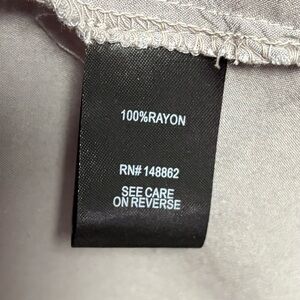 100%RAYON
RN# 148862
SEE CARE
ON REVERSE